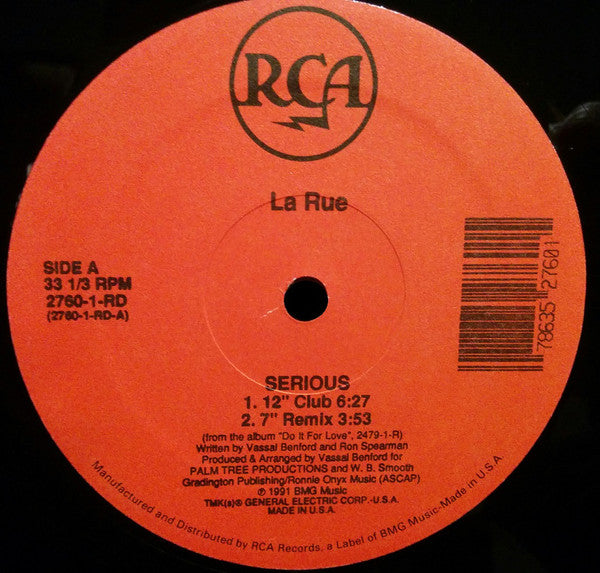 RCA
La Rue
SIDE A
33 1/3 RPM
2760-1-RD
(2760-1-RD-A)
78635 27601
SERIOUS
1. 12" Club 6:27
2. 7" Remix 3:53
(from the album "Do It For Love", 2479-1-R)
Written by Vassal Benford and Ron Spearman
Produced & Arranged by Vassal Benford for
PALM TREE PRODUCTIONS and W. B. Smooth
Gradington Publishing/Ronnie Onyx Music (ASCAP)
℗ 1991 BMG Music
TMK(s)® GENERAL ELECTRIC CORP.-U.S.A.
MADE IN U.S.A.
Manufactured and Distributed by RCA Records, a Label of BMG Music-Made in U.S.A